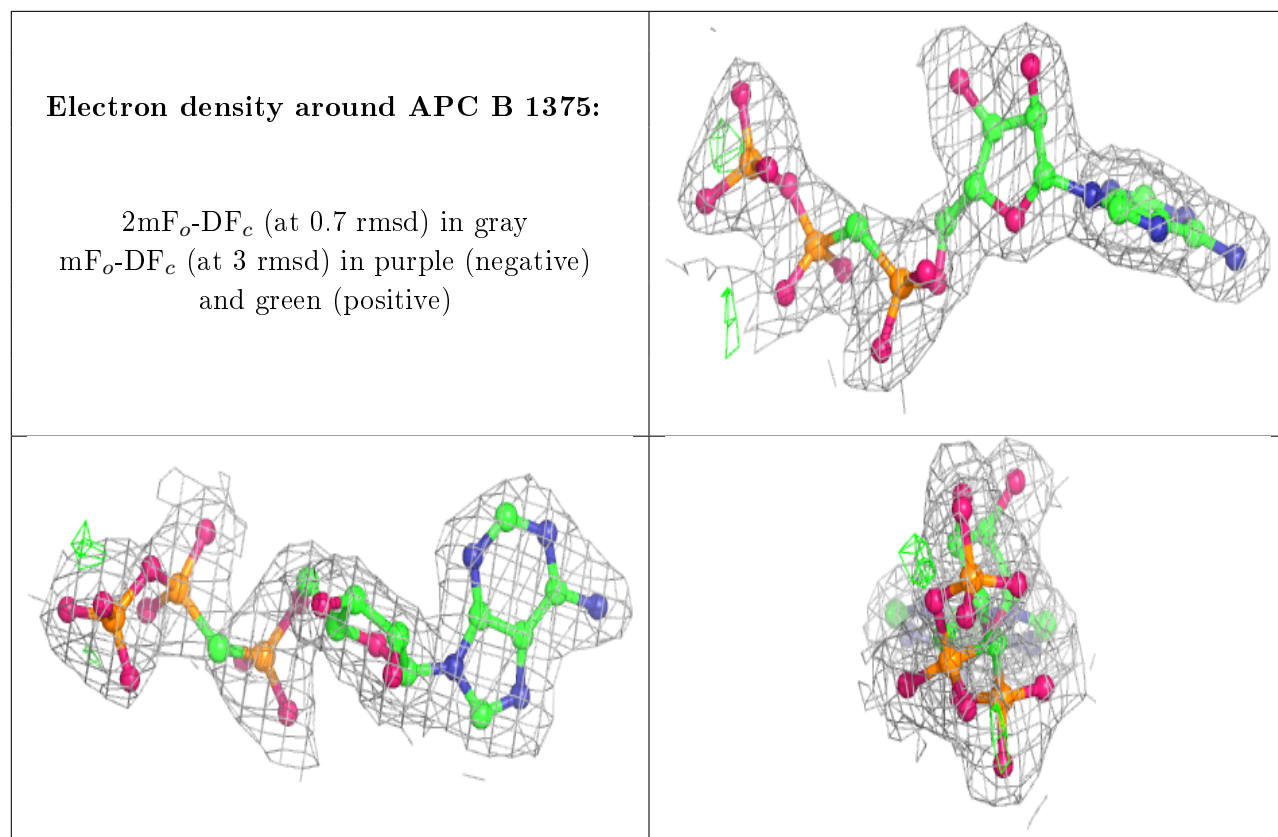 Electron density around APC B 1375:
2mFo-DFc (at 0.7 rmsd) in gray
mFo-DFc (at 3 rmsd) in purple (negative)
and green (positive)